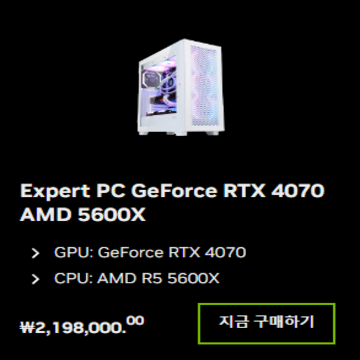 Expert PC GeForce RTX 4070
AMD 5600X
GPU: GeForce RTX 4070
CPU: AMD R5 5600X
₩2,198,000.00
지금 구매하기